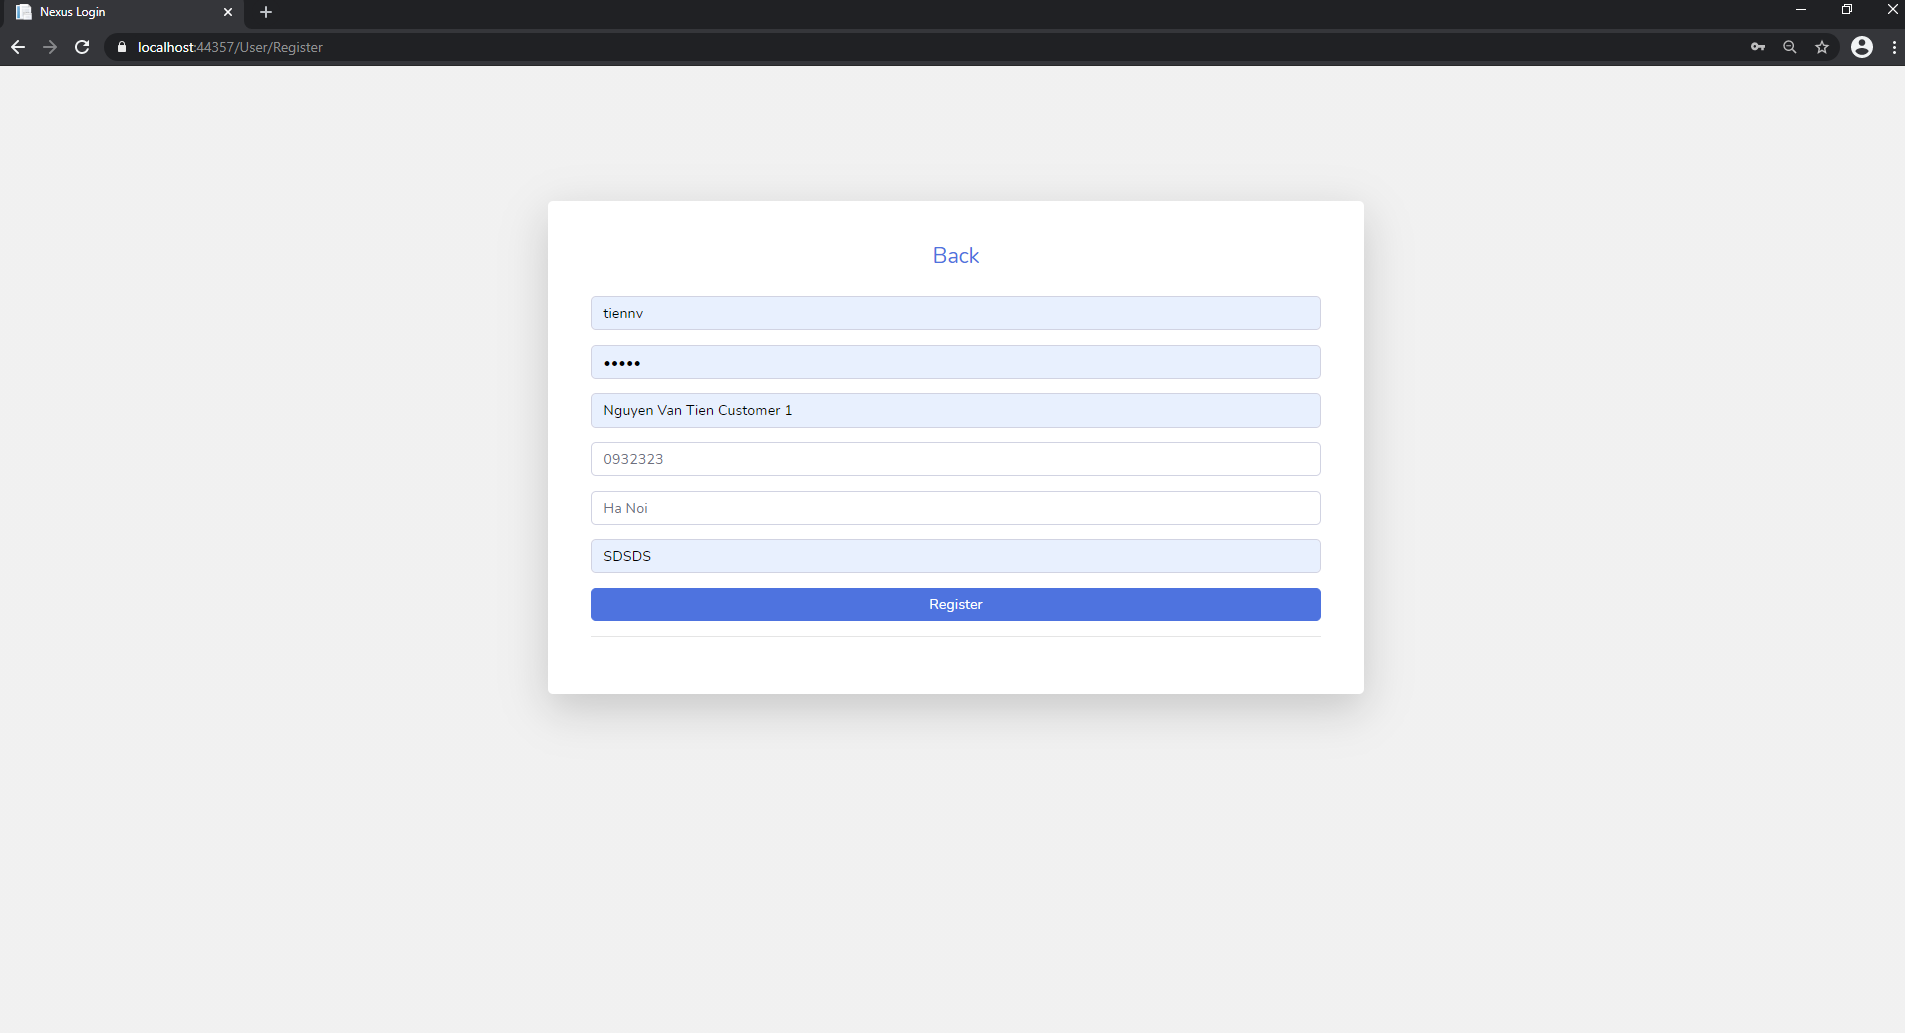 Nexus Login
localhost:44357/User/Register
Back
tiennv
•••••
Nguyen Van Tien Customer 1
0932323
Ha Noi
SDSDS
Register